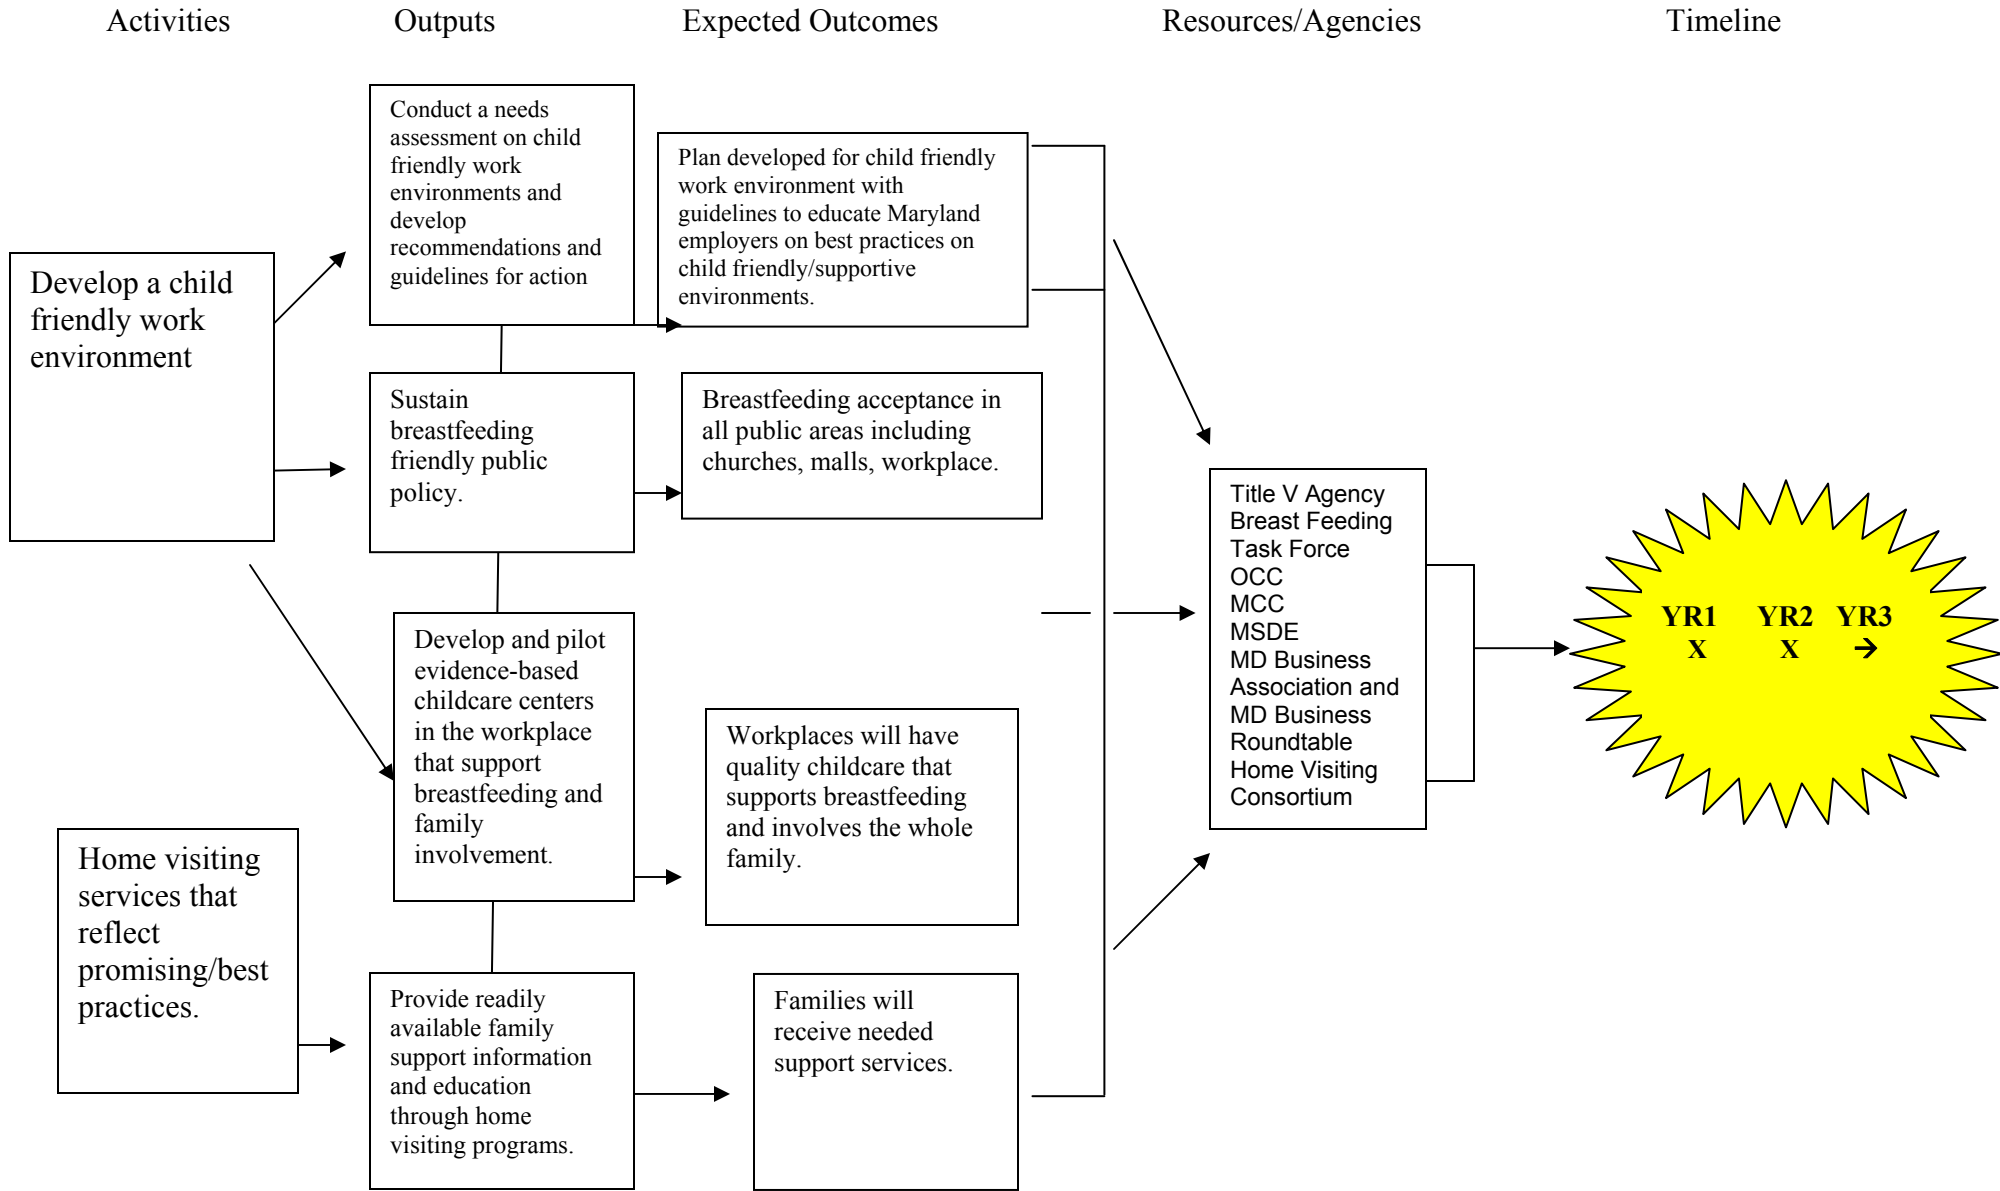 Activities
Outputs
Expected Outcomes
Resources/Agencies
Timeline
Develop a child
friendly work
environment
Home visiting
services that
reflect
promising/best
practices.
Conduct a needs
assessment on child
friendly work
environments and
develop
recommendations and
guidelines for action
Sustain
breastfeeding
friendly public
policy.
Develop and pilot
evidence-based
childcare centers
in the workplace
that support
breastfeeding and
family
involvement.
Provide readily
available family
support information
and education
through home
visiting programs.
Plan developed for child friendly
work environment with
guidelines to educate Maryland
employers on best practices on
child friendly/supportive
environments.
Breastfeeding acceptance in
all public areas including
churches, malls, workplace.
Workplaces will have
quality childcare that
supports breastfeeding
and involves the whole
family.
Families will
receive needed
support services.
Title V Agency
Breast Feeding
Task Force
OCC
MCC
MSDE
MD Business
Association and
MD Business
Roundtable
Home Visiting
Consortium
YR1 YR2 YR3
X X →